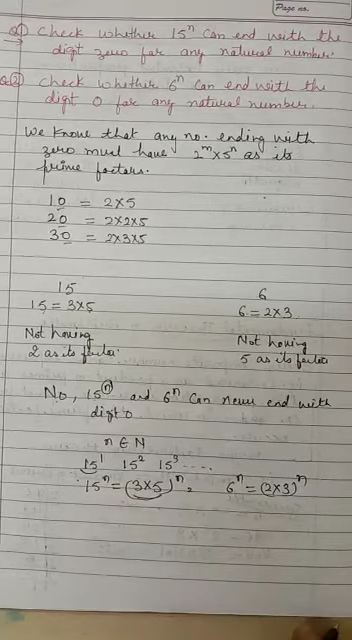 Page no.
Q1) Check whether 15ⁿ can end with the
digit zero for any natural number.
Q2) Check whether 6ⁿ can end with the
digit 0 for any natural number.
We know that any no. ending with
zero must have 2ᵐ×5ⁿ as its
prime factors.
10 = 2×5
20 = 2×2×5
30 = 2×3×5
15
15 = 3×5
Not having
2 as its factor.
6
6 = 2×3
Not having
5 as its factor
No, 15ⁿ and 6ⁿ can never end with
digit 0.
n ∈ N
15¹ 15² 15³ ....
15ⁿ = (3×5)ⁿ, 6ⁿ = (2×3)ⁿ